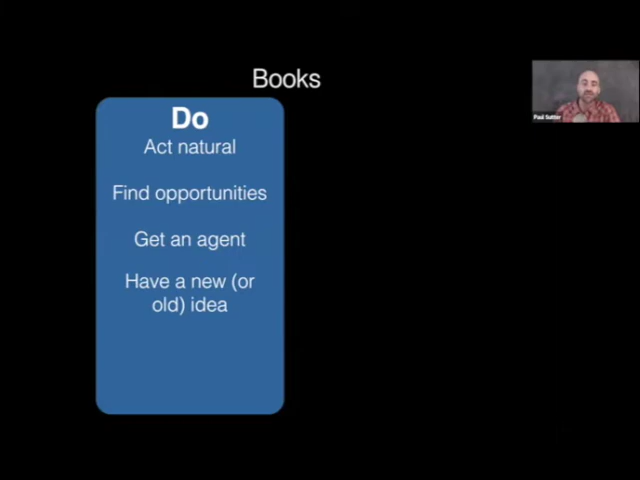 Books
Do
Act natural
Find opportunities
Get an agent
Have a new (or
old) idea
Paul Sutter